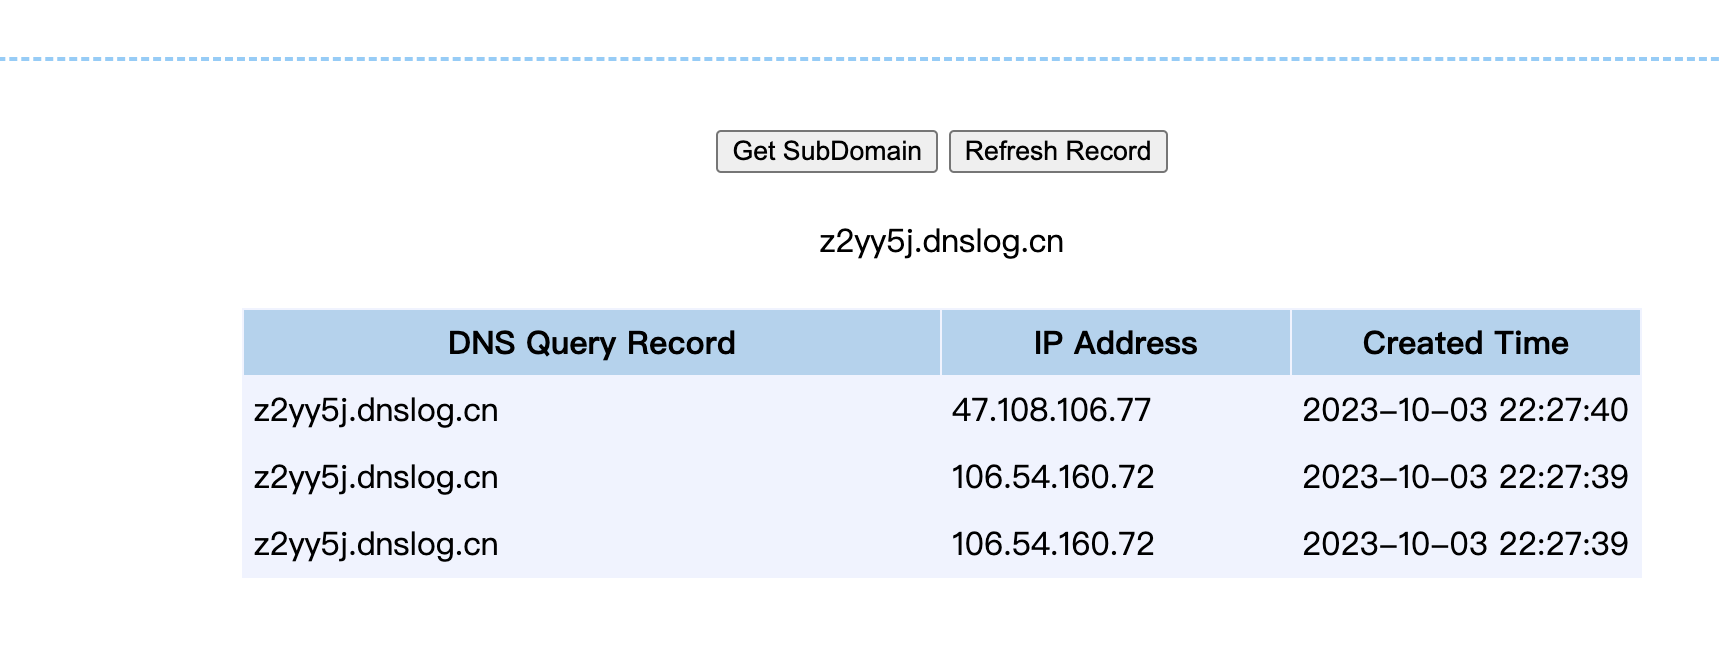 Get SubDomain Refresh Record
z2yy5j.dnslog.cn
DNS Query Record IP Address Created Time
z2yy5j.dnslog.cn 47.108.106.77 2023-10-03 22:27:40
z2yy5j.dnslog.cn 106.54.160.72 2023-10-03 22:27:39
z2yy5j.dnslog.cn 106.54.160.72 2023-10-03 22:27:39